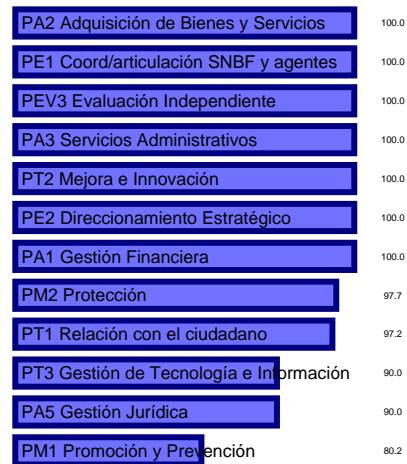 PA2 Adquisición de Bienes y Servicios 100.0
PE1 Coord/articulación SNBF y agentes 100.0
PEV3 Evaluación Independiente 100.0
PA3 Servicios Administrativos 100.0
PT2 Mejora e Innovación 100.0
PE2 Direccionamiento Estratégico 100.0
PA1 Gestión Financiera 100.0
PM2 Protección 97.7
PT1 Relación con el ciudadano 97.2
PT3 Gestión de Tecnología e Información 90.0
PA5 Gestión Jurídica 90.0
PM1 Promoción y Prevención 80.2